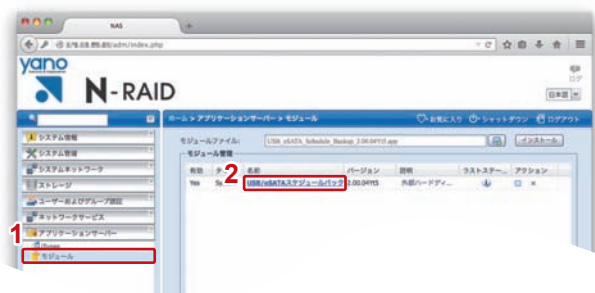 NAS
yano
N-RAID
日本語
ホーム > アプリケーションサーバー > モジュール
お気に入り
シャットダウン
ログアウト
システム情報
システム管理
システムネットワーク
ストレージ
ユーザーおよびグループ認証
ネットワークサービス
アプリケーションサーバー
1
iTunes
モジュール
モジュールファイル:
USB_eSATA_Schedule_Backup_2.00.04Yt5.app
インストール
モジュール管理
有効
名前
バージョン
説明
ラストステー...
アクション
Yes
2
USB/eSATAスケジュールバック
2.00.04Yt5
外部ハードディ...